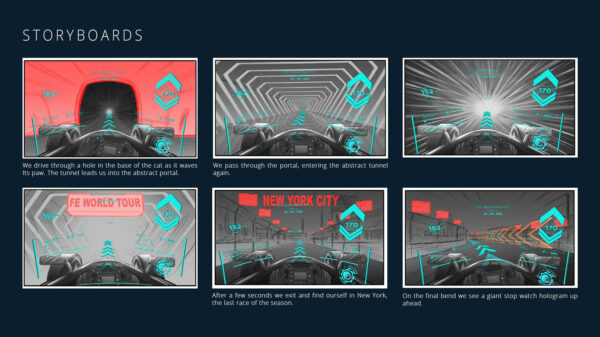 STORYBOARDS
152
170
152
170
152
170
We drive through a hole in the base of the cat as it waves
Its paw. The tunnel leads us into the abstract portal.
We pass through the portal, entering the abstract tunnel
again.
FE WORLD TOUR
152
170
NEW YORK CITY
152
170
152
170
After a few seconds we exit and find ourself in New York,
the last race of the season.
On the final bend we see a giant stop watch hologram up
ahead.